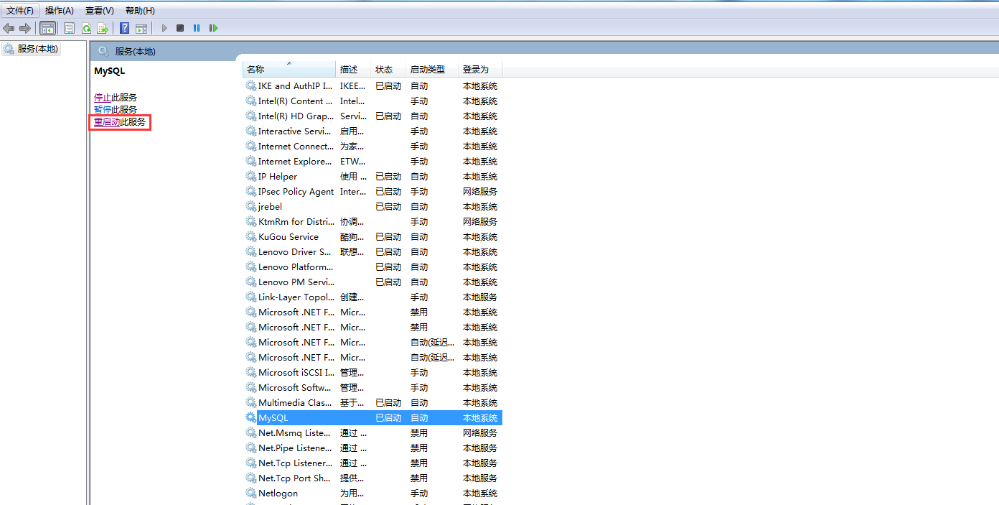 文件(F) 操作(A) 查看(V) 帮助(H)
服务(本地)
服务(本地)
MySQL
停止此服务
暂停此服务
重启动此服务
名称 描述 状态 启动类型 登录为
IKE and AuthIP I... IKEE... 已启动 自动 本地系统
Intel(R) Content ... Intel... 手动 本地系统
Intel(R) HD Grap... Servi... 已启动 自动 本地系统
Interactive Servi... 启用... 手动 本地系统
Internet Connect... 为家... 手动 本地系统
Internet Explore... ETW... 手动 本地系统
IP Helper 使用 ... 已启动 自动 本地系统
IPsec Policy Agent Inter... 已启动 手动 网络服务
jrebel 已启动 自动 本地系统
KtmRm for Distri... 协调... 手动 网络服务
KuGou Service 酷狗... 已启动 自动 本地系统
Lenovo Driver S... 联想... 已启动 自动 本地系统
Lenovo Platform... 已启动 自动 本地系统
Lenovo PM Servi... 已启动 自动 本地系统
Link-Layer Topol... 创建... 手动 本地服务
Microsoft .NET F... Micr... 禁用 本地系统
Microsoft .NET F... Micr... 禁用 本地系统
Microsoft .NET F... Micr... 自动(延迟... 本地系统
Microsoft .NET F... Micr... 自动(延迟... 本地系统
Microsoft iSCSI I... 管理... 手动 本地系统
Microsoft Softw... 管理... 手动 本地系统
Multimedia Clas... 基于... 已启动 自动 本地系统
MySQL 已启动 自动 本地系统
Net.Msmq Liste... 通过 ... 禁用 网络服务
Net.Pipe Listene... 通过 ... 禁用 本地服务
Net.Tcp Listener... 通过 ... 禁用 本地服务
Net.Tcp Port Sh... 提供... 禁用 本地服务
Netlogon 为用... 手动 本地系统